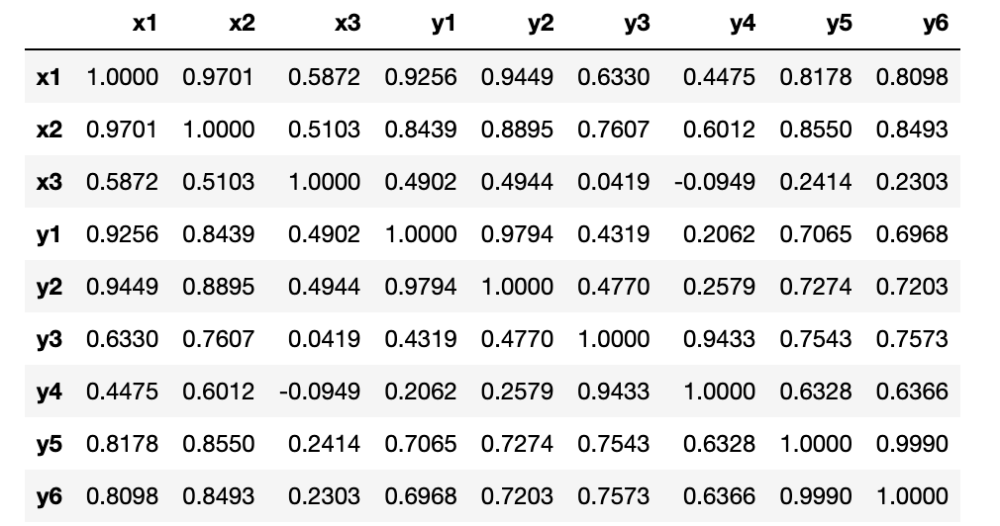 x1 x2 x3 y1 y2 y3 y4 y5 y6
x1 1.0000 0.9701 0.5872 0.9256 0.9449 0.6330 0.4475 0.8178 0.8098
x2 0.9701 1.0000 0.5103 0.8439 0.8895 0.7607 0.6012 0.8550 0.8493
x3 0.5872 0.5103 1.0000 0.4902 0.4944 0.0419 -0.0949 0.2414 0.2303
y1 0.9256 0.8439 0.4902 1.0000 0.9794 0.4319 0.2062 0.7065 0.6968
y2 0.9449 0.8895 0.4944 0.9794 1.0000 0.4770 0.2579 0.7274 0.7203
y3 0.6330 0.7607 0.0419 0.4319 0.4770 1.0000 0.9433 0.7543 0.7573
y4 0.4475 0.6012 -0.0949 0.2062 0.2579 0.9433 1.0000 0.6328 0.6366
y5 0.8178 0.8550 0.2414 0.7065 0.7274 0.7543 0.6328 1.0000 0.9990
y6 0.8098 0.8493 0.2303 0.6968 0.7203 0.7573 0.6366 0.9990 1.0000